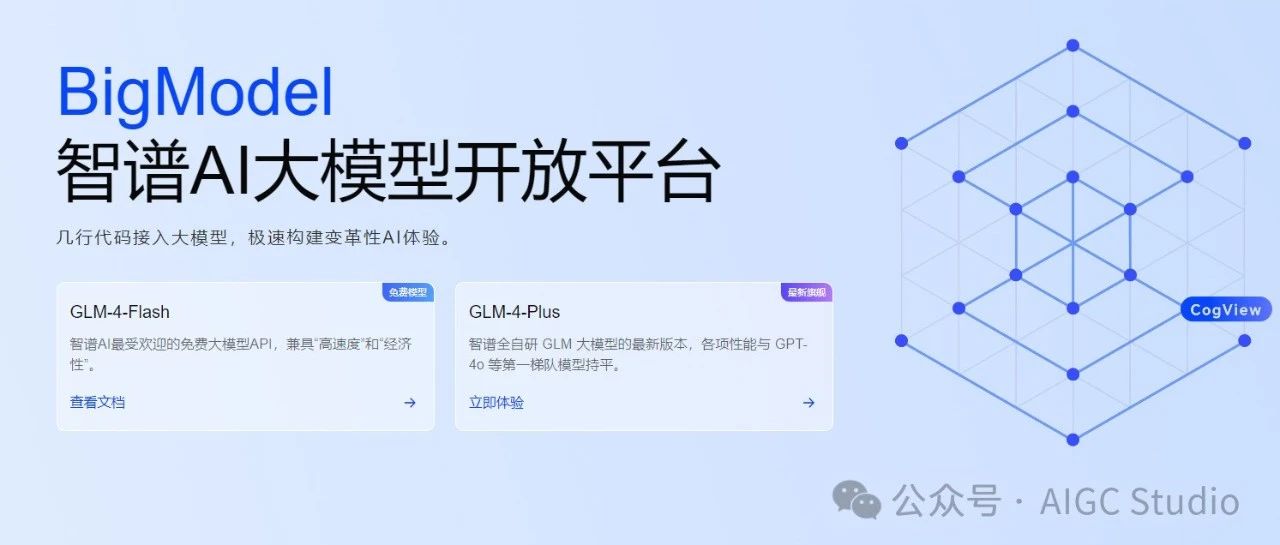 BigModel
智谱AI大模型开放平台
几行代码接入大模型，极速构建变革性AI体验。
免费模型
GLM-4-Flash
智谱AI最受欢迎的免费大模型API，兼具“高速度”和“经济
性”。
查看文档
最新旗舰
GLM-4-Plus
智谱全自研 GLM 大模型的最新版本，各项性能与 GPT-
4o 等第一梯队模型持平。
立即体验
CogView
公众号 · AIGC Studio